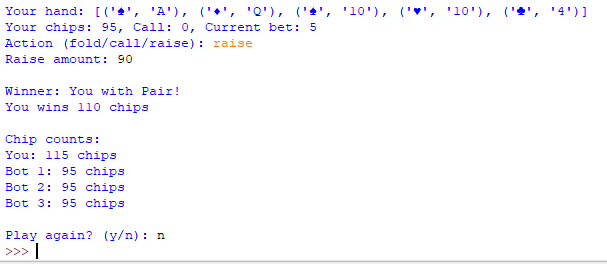 Your hand: [('♠', 'A'), ('♦', 'Q'), ('♠', '10'), ('♥', '10'), ('♣', '4')]
Your chips: 95, Call: 0, Current bet: 5
Action (fold/call/raise): raise
Raise amount: 90
Winner: You with Pair!
You wins 110 chips
Chip counts:
You: 115 chips
Bot 1: 95 chips
Bot 2: 95 chips
Bot 3: 95 chips
Play again? (y/n): n
>>>